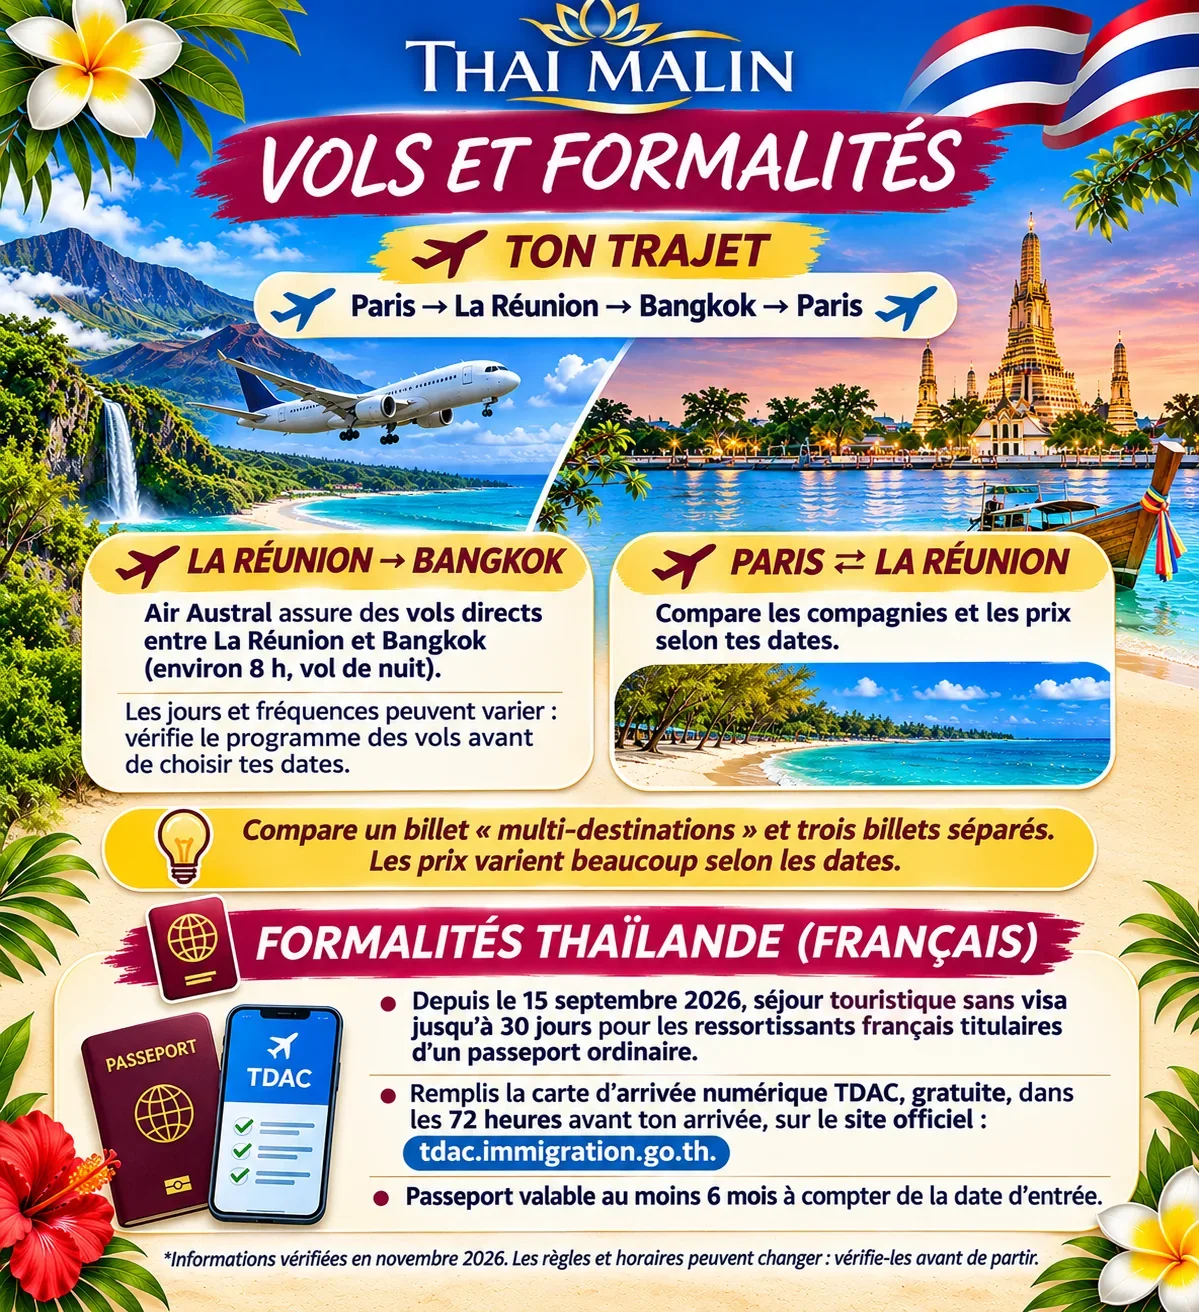 THAI MALIN
VOLS ET FORMALITÉS
TON TRAJET
Paris → La Réunion → Bangkok → Paris
LA RÉUNION → BANGKOK
Air Austral assure des vols directs
entre La Réunion et Bangkok
(environ 8 h, vol de nuit).
Les jours et fréquences peuvent varier :
vérifie le programme des vols avant
de choisir tes dates.
PARIS ⇄ LA RÉUNION
Compare les compagnies et les prix
selon tes dates.
Compare un billet « multi-destinations » et trois billets séparés.
Les prix varient beaucoup selon les dates.
FORMALITÉS THAÏLANDE (FRANÇAIS)
PASSEPORT
TDAC
• Depuis le 15 septembre 2026, séjour touristique sans visa
jusqu'à 30 jours pour les ressortissants français titulaires
d'un passeport ordinaire.
• Remplis la carte d'arrivée numérique TDAC, gratuite, dans
les 72 heures avant ton arrivée, sur le site officiel :
tdac.immigration.go.th.
• Passeport valable au moins 6 mois à compter de la date d'entrée.
*Informations vérifiées en novembre 2026. Les règles et horaires peuvent changer : vérifie-les avant de partir.